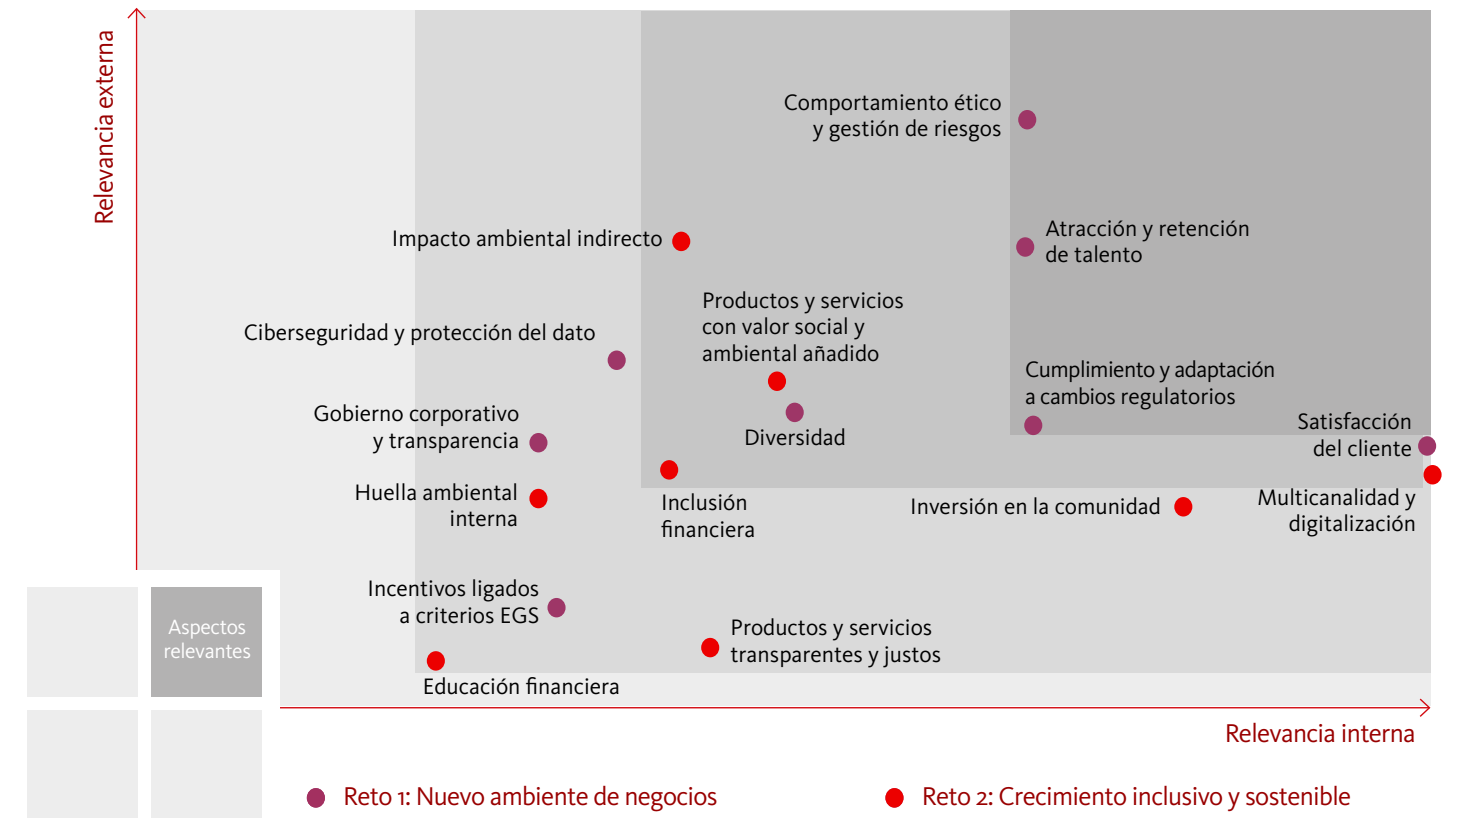 Relevancia externa
Comportamiento ético
y gestión de riesgos
Atracción y retención
de talento
Impacto ambiental indirecto
Productos y servicios
con valor social y
ambiental añadido
Ciberseguridad y protección del dato
Cumplimiento y adaptación
a cambios regulatorios
Gobierno corporativo
y transparencia
Diversidad
Satisfacción
del cliente
Huella ambiental
interna
Inclusión
financiera
Inversión en la comunidad
Multicanalidad y
digitalización
Incentivos ligados
a criterios EGS
Productos y servicios
transparentes y justos
Educación financiera
Aspectos
relevantes
Relevancia interna
Reto 1: Nuevo ambiente de negocios
Reto 2: Crecimiento inclusivo y sostenible